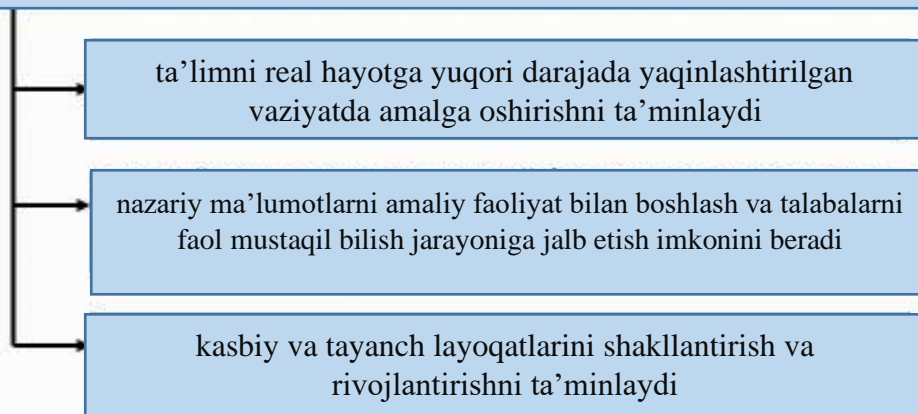 ta’limni real hayotga yuqori darajada yaqinlashtirilgan
vaziyatda amalga oshirishni ta’minlaydi
nazariy ma’lumotlarni amaliy faoliyat bilan boshlash va talabalarni
faol mustaqil bilish jarayoniga jalb etish imkonini beradi
kasbiy va tayanch layoqatlarini shakllantirish va
rivojlantirishni ta’minlaydi